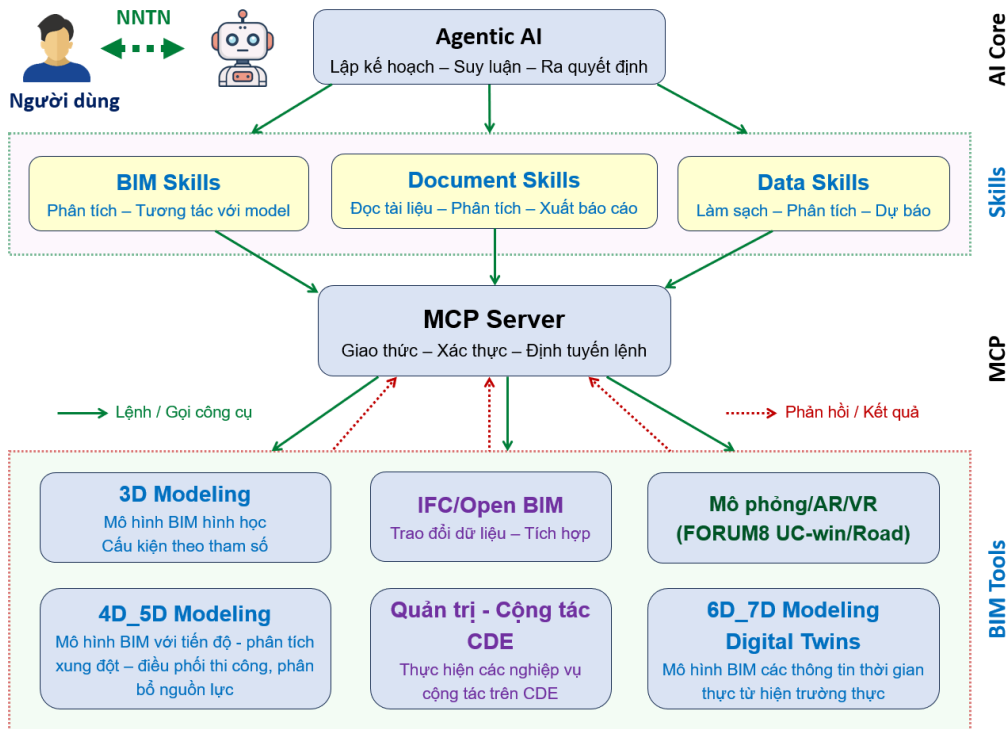 NNTN
Người dùng
Agentic AI
Lập kế hoạch – Suy luận – Ra quyết định
AI Core
BIM Skills
Phân tích – Tương tác với model
Document Skills
Đọc tài liệu – Phân tích – Xuất báo cáo
Data Skills
Làm sạch – Phân tích – Dự báo
Skills
MCP Server
Giao thức – Xác thực – Định tuyến lệnh
MCP
Lệnh / Gọi công cụ
Phản hồi / Kết quả
3D Modeling
Mô hình BIM hình học
Cấu kiện theo tham số
IFC/Open BIM
Trao đổi dữ liệu – Tích hợp
Mô phỏng/AR/VR
(FORUM8 UC-win/Road)
4D_5D Modeling
Mô hình BIM với tiến độ - phân tích
xung đột – điều phối thi công, phân
bổ nguồn lực
Quản trị - Cộng tác
CDE
Thực hiện các nghiệp vụ
cộng tác trên CDE
6D_7D Modeling
Digital Twins
Mô hình BIM các thông tin thời gian
thực từ hiện trường thực
BIM Tools